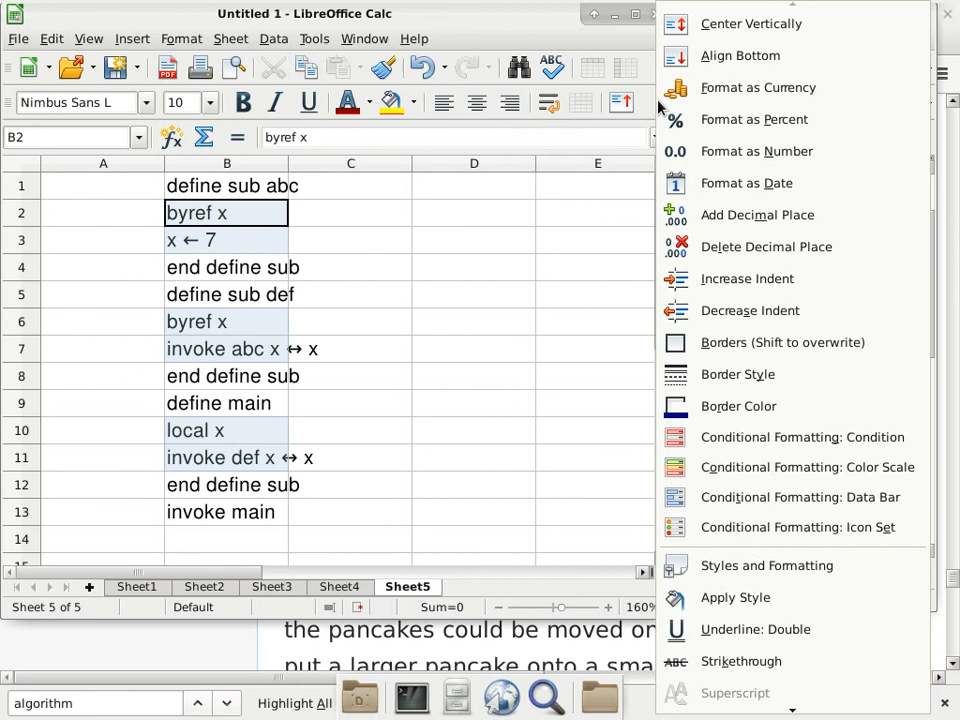 Untitled 1 - LibreOffice Calc
File Edit View Insert Format Sheet Data Tools Window Help
Nimbus Sans L 10
B2 byref x
A B C D E
1 define sub abc
2 byref x
3 x ← 7
4 end define sub
5 define sub def
6 byref x
7 invoke abc x ↔ x
8 end define sub
9 define main
10 local x
11 invoke def x ↔ x
12 end define sub
13 invoke main
14
15
Sheet1 Sheet2 Sheet3 Sheet4 Sheet5
Sheet 5 of 5 Default Sum=0 160%
the pancakes could be moved on
put a larger pancake onto a sma
algorithm Highlight All
Center Vertically
Align Bottom
Format as Currency
Format as Percent
Format as Number
Format as Date
Add Decimal Place
Delete Decimal Place
Increase Indent
Decrease Indent
Borders (Shift to overwrite)
Border Style
Border Color
Conditional Formatting: Condition
Conditional Formatting: Color Scale
Conditional Formatting: Data Bar
Conditional Formatting: Icon Set
Styles and Formatting
Apply Style
Underline: Double
Strikethrough
Superscript